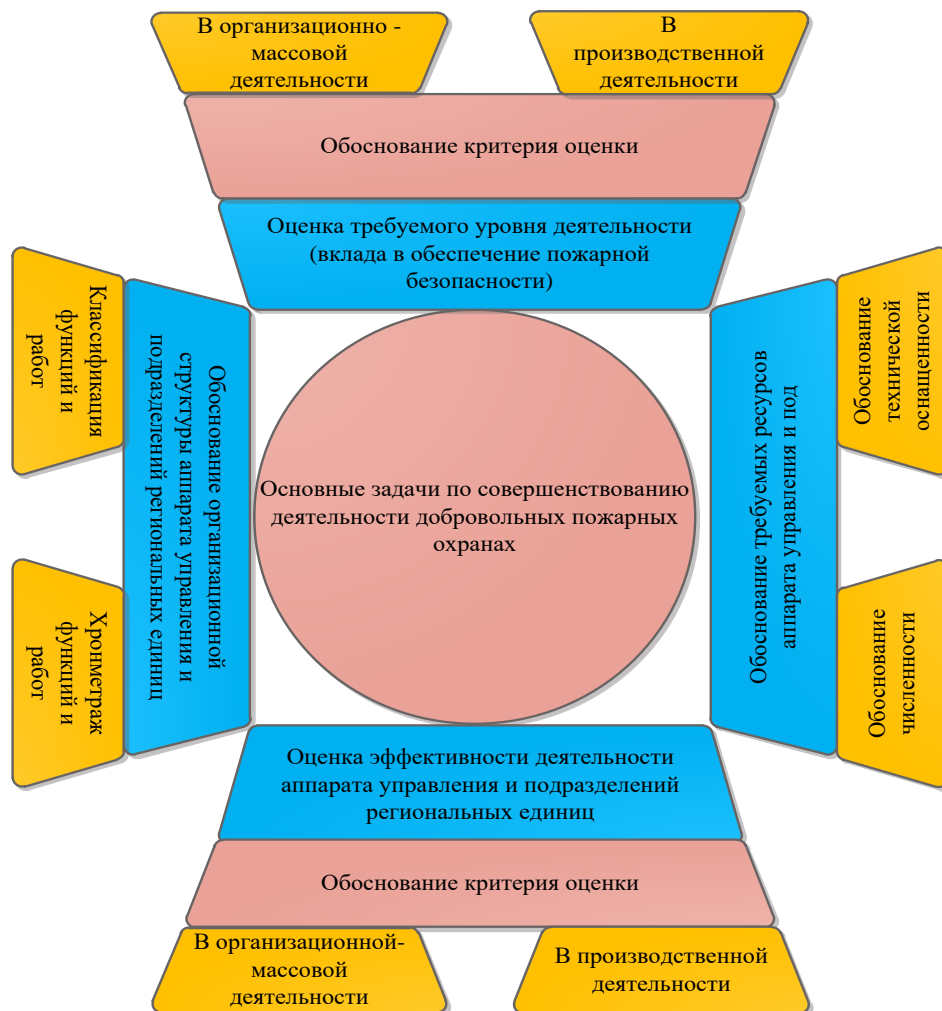 В организационно -
массовой
деятельности
В
производственной
деятельности
Обоснование критерия оценки
Оценка требуемого уровня деятельности
(вклада в обеспечение пожарной
безопасности)
Классификация
функций и
работ
Хронметраж
функций и
работ
Обоснование организационной
структуры аппарата управления и
подразделений региональных единиц
Основные задачи по совершенствованию
деятельности добровольных пожарных
охранах
Обоснование требуемых ресурсов
аппарата управления и под
Обоснование
технической
оснащенности
Обоснование
численности
Оценка эффективности деятельности
аппарата управления и подразделений
региональных единиц
Обоснование критерия оценки
В организационной-
массовой
деятельности
В производственной
деятельности